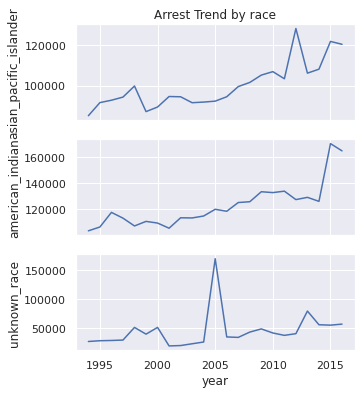 Arrest Trend by race
asian_pacific_islander
120000
100000
american_indian
160000
140000
120000
unknown_race
150000
100000
50000
1995
2000
2005
2010
2015
year